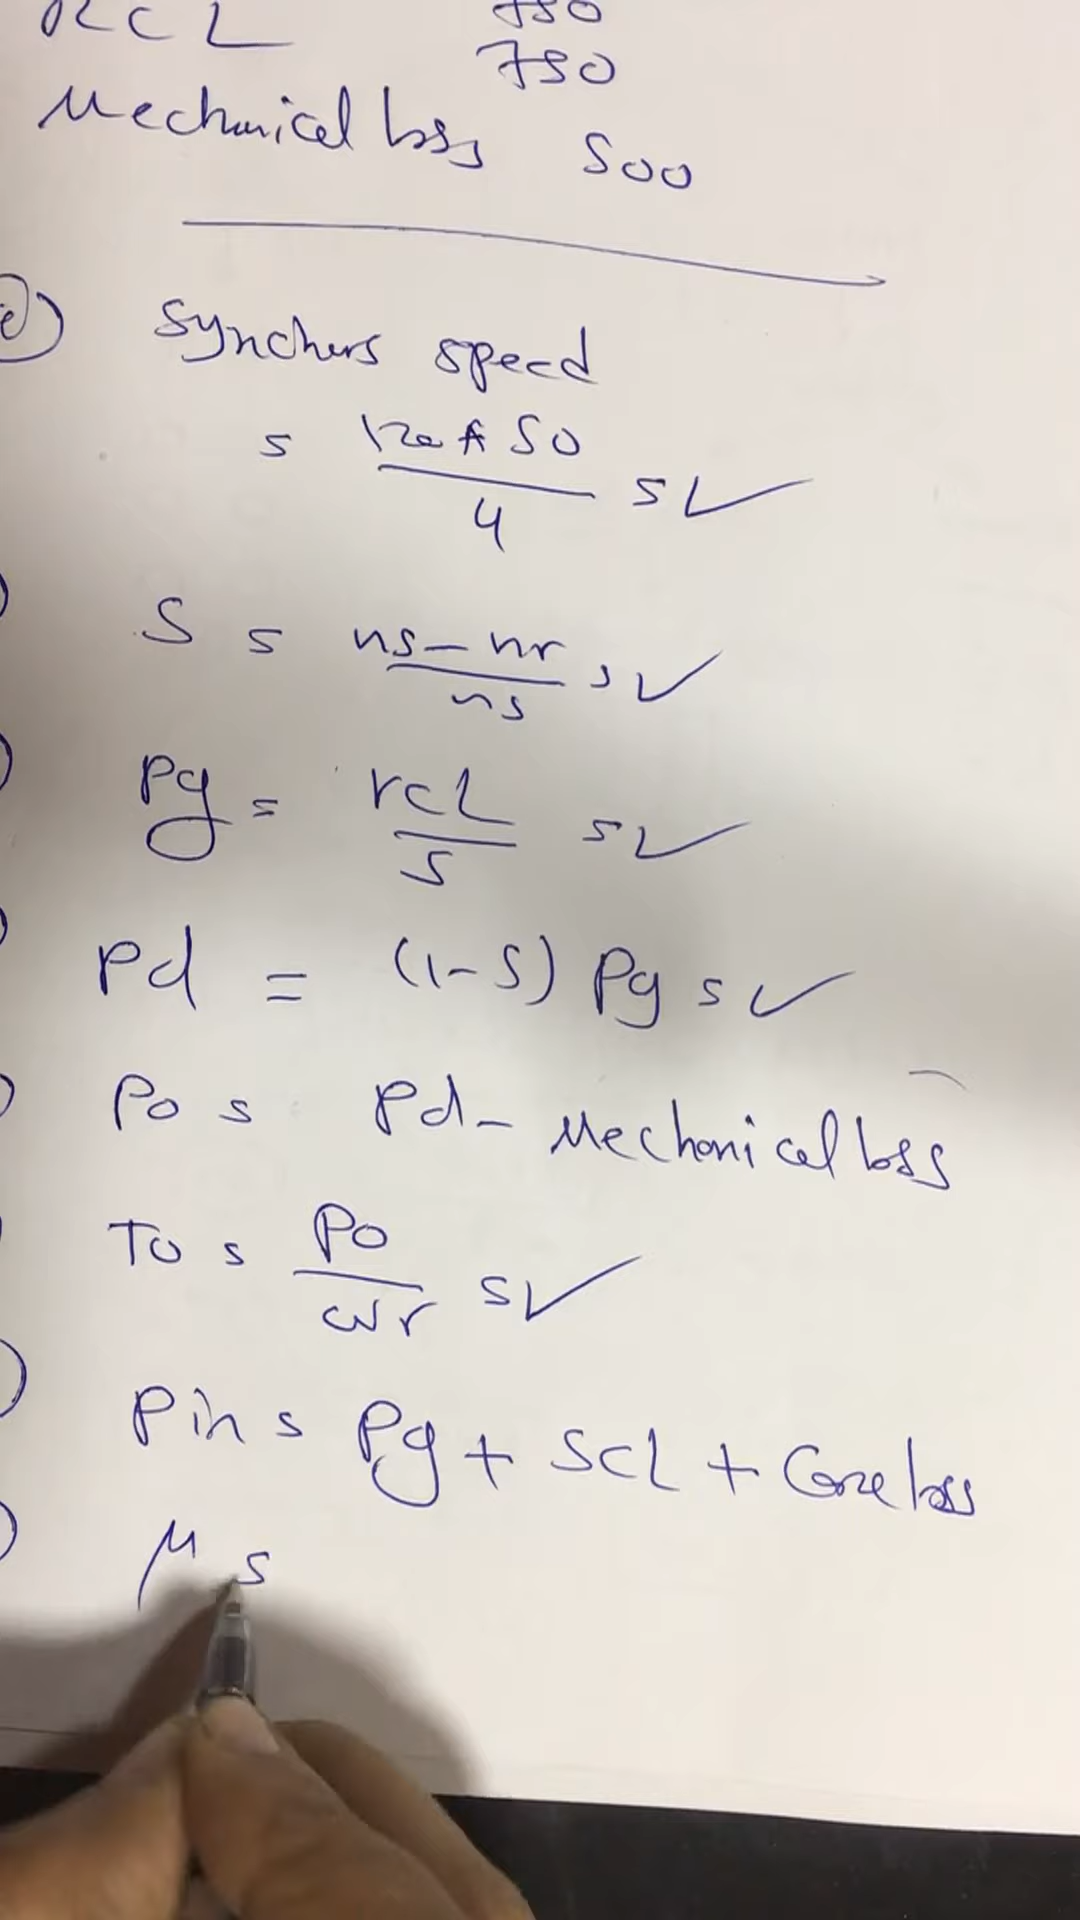 RCL 750
750
Mechanical loss 500
e) Synchers speed
= 120 * 50 / 4 = ✓
S = ns - nr / ns = ✓
Pg = rcL / S = ✓
Pd = (1-S) Pg = ✓
Po = Pd - Mechanical loss
To = Po / ωr = ✓
Pin = Pg + SCL + Core loss
μ =